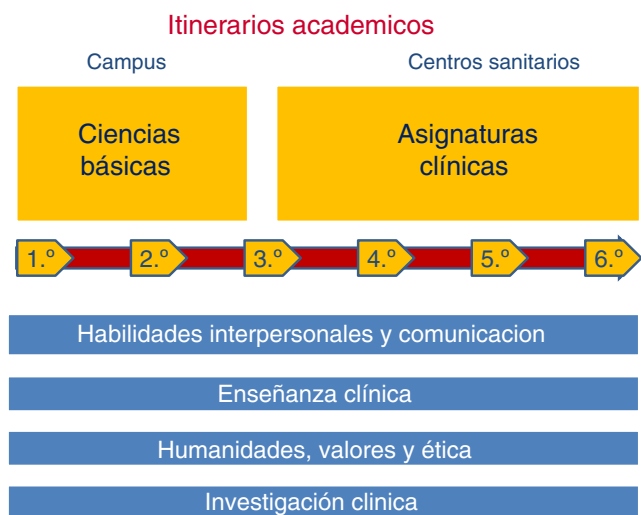 Itinerarios academicos
Campus
Centros sanitarios
Ciencias
básicas
Asignaturas
clínicas
1.º 2.º 3.º 4.º 5.º 6.º
Habilidades interpersonales y comunicacion
Enseñanza clínica
Humanidades, valores y ética
Investigación clinica